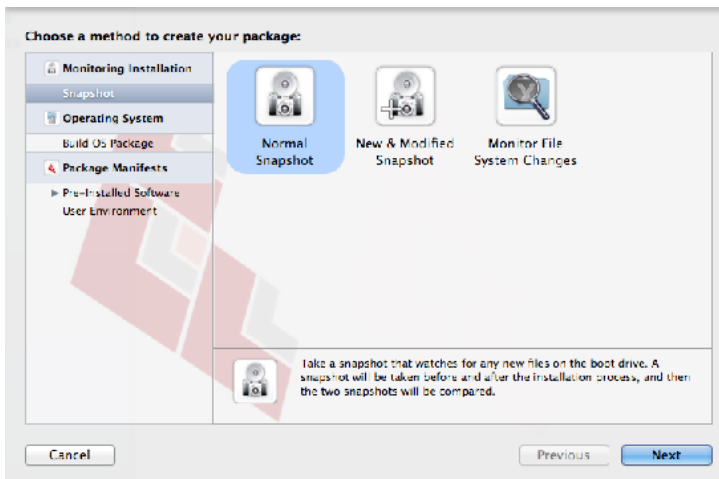 Choose a method to create your package:
Monitoring Installation
Snapshot
Operating System
Build OS Package
Package Manifests
Pre-Installed Software
User Environment
Normal
Snapshot
New & Modified
Snapshot
Monitor File
System Changes
Take a snapshot that watches for any new files on the boot drive. A
snapshot will be taken before and after the installation process, and then
the two snapshots will be compared.
Cancel
Previous
Next